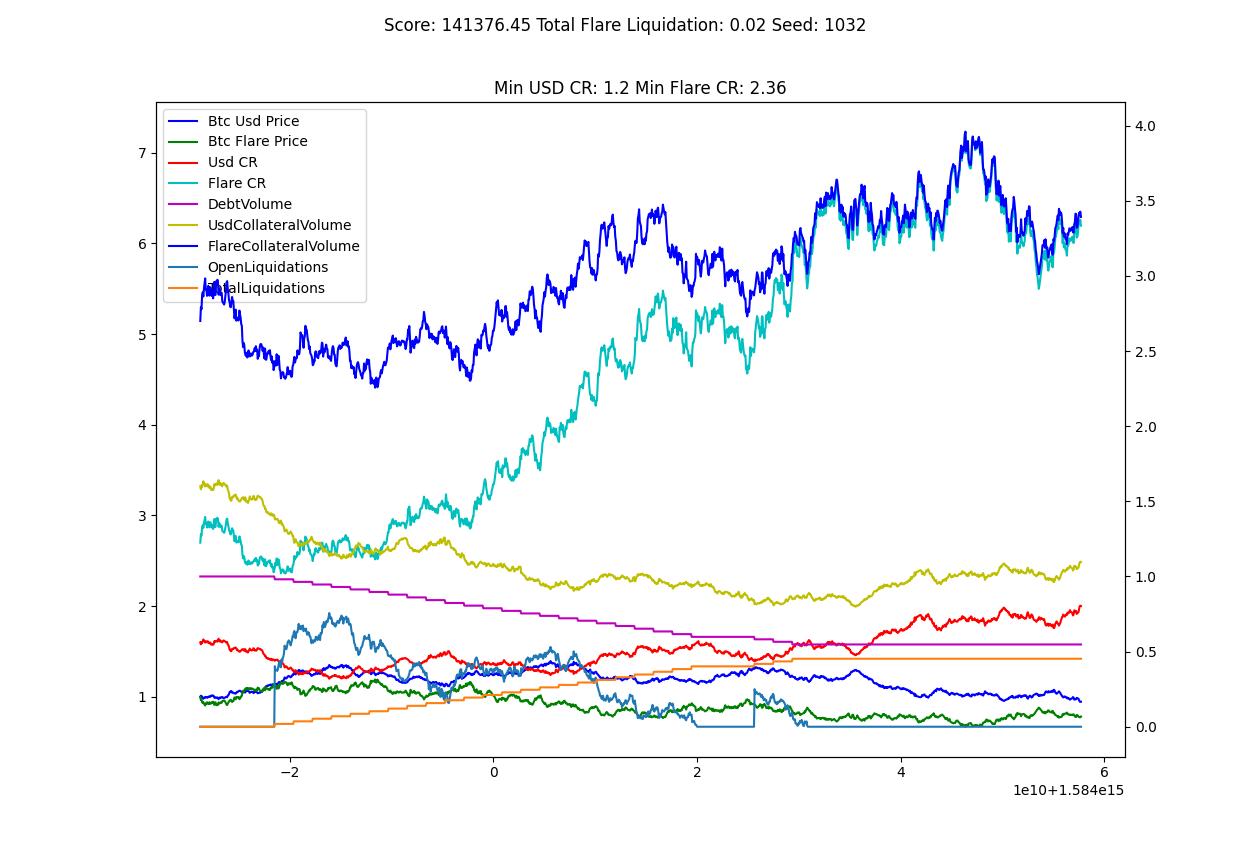 Score: 141376.45 Total Flare Liquidation: 0.02 Seed: 1032
Min USD CR: 1.2 Min Flare CR: 2.36
Btc Usd Price
Btc Flare Price
Usd CR
Flare CR
DebtVolume
UsdCollateralVolume
FlareCollateralVolume
OpenLiquidations
TotalLiquidations
7
6
5
4
3
2
1
4.0
3.5
3.0
2.5
2.0
1.5
1.0
0.5
0.0
−2
0
2
4
6
1e10+1.584e15